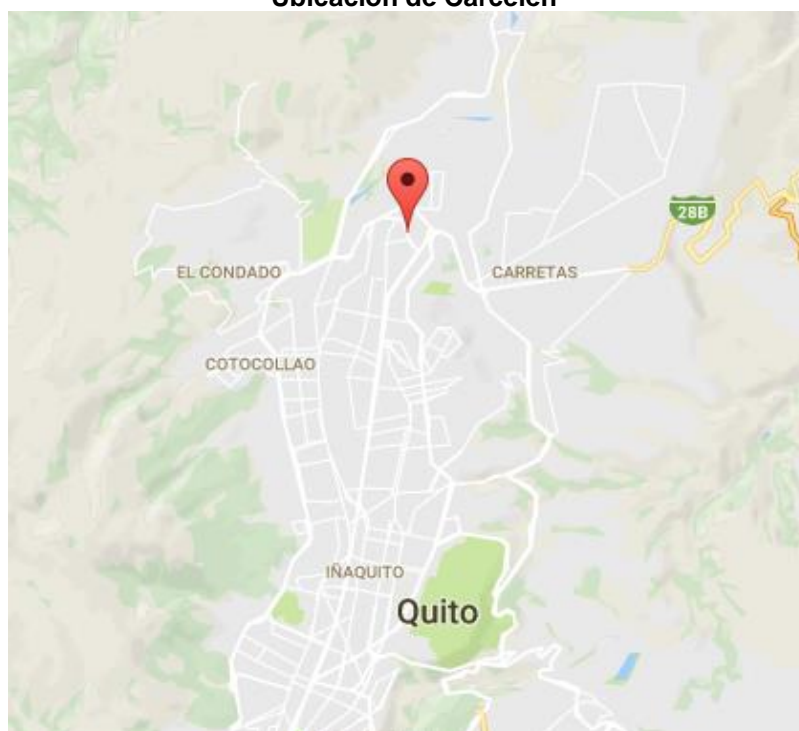 Ubicación de Carcelén
28B
EL CONDADO
CARRETAS
COTOCOLLAO
IÑAQUITO
Quito